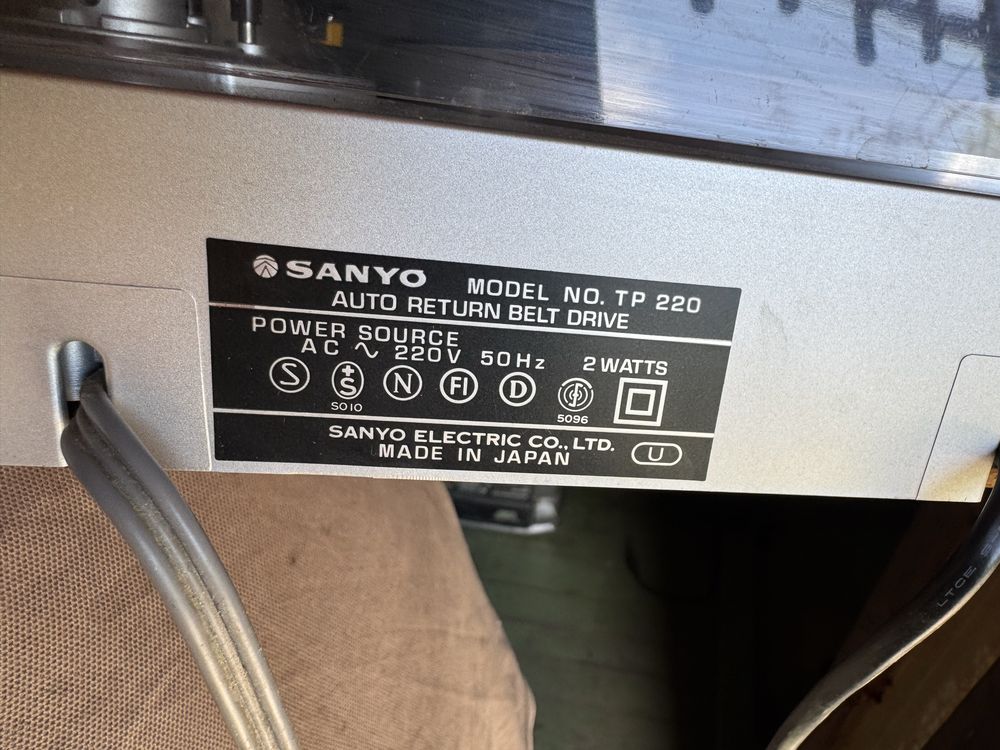 SANYO MODEL NO. TP 220
AUTO RETURN BELT DRIVE
POWER SOURCE
AC ∿ 220V 50Hz 2 WATTS
S +S N FI D
S010 5096
SANYO ELECTRIC CO., LTD.
MADE IN JAPAN U
LTCE